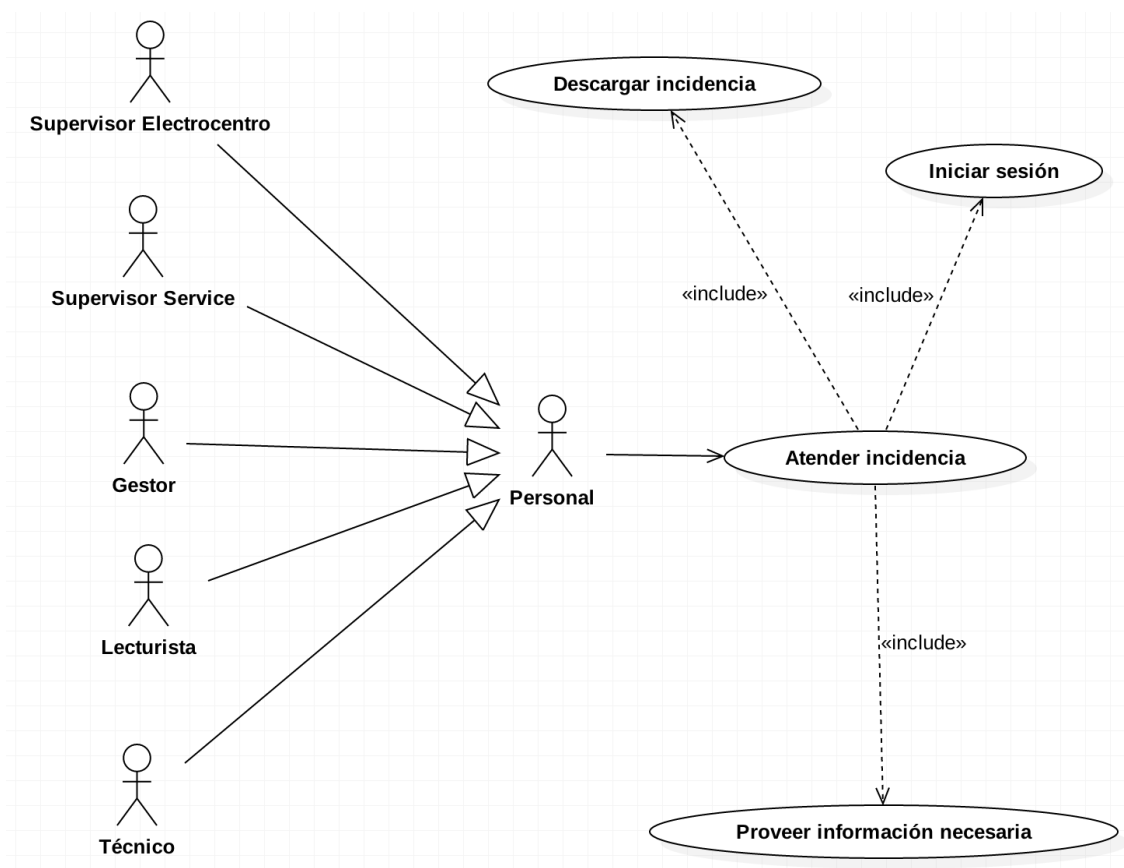 Supervisor Electrocentro
Descargar incidencia
Iniciar sesión
Supervisor Service
«include»
«include»
Gestor
Personal
Atender incidencia
Lecturista
«include»
Técnico
Proveer información necesaria